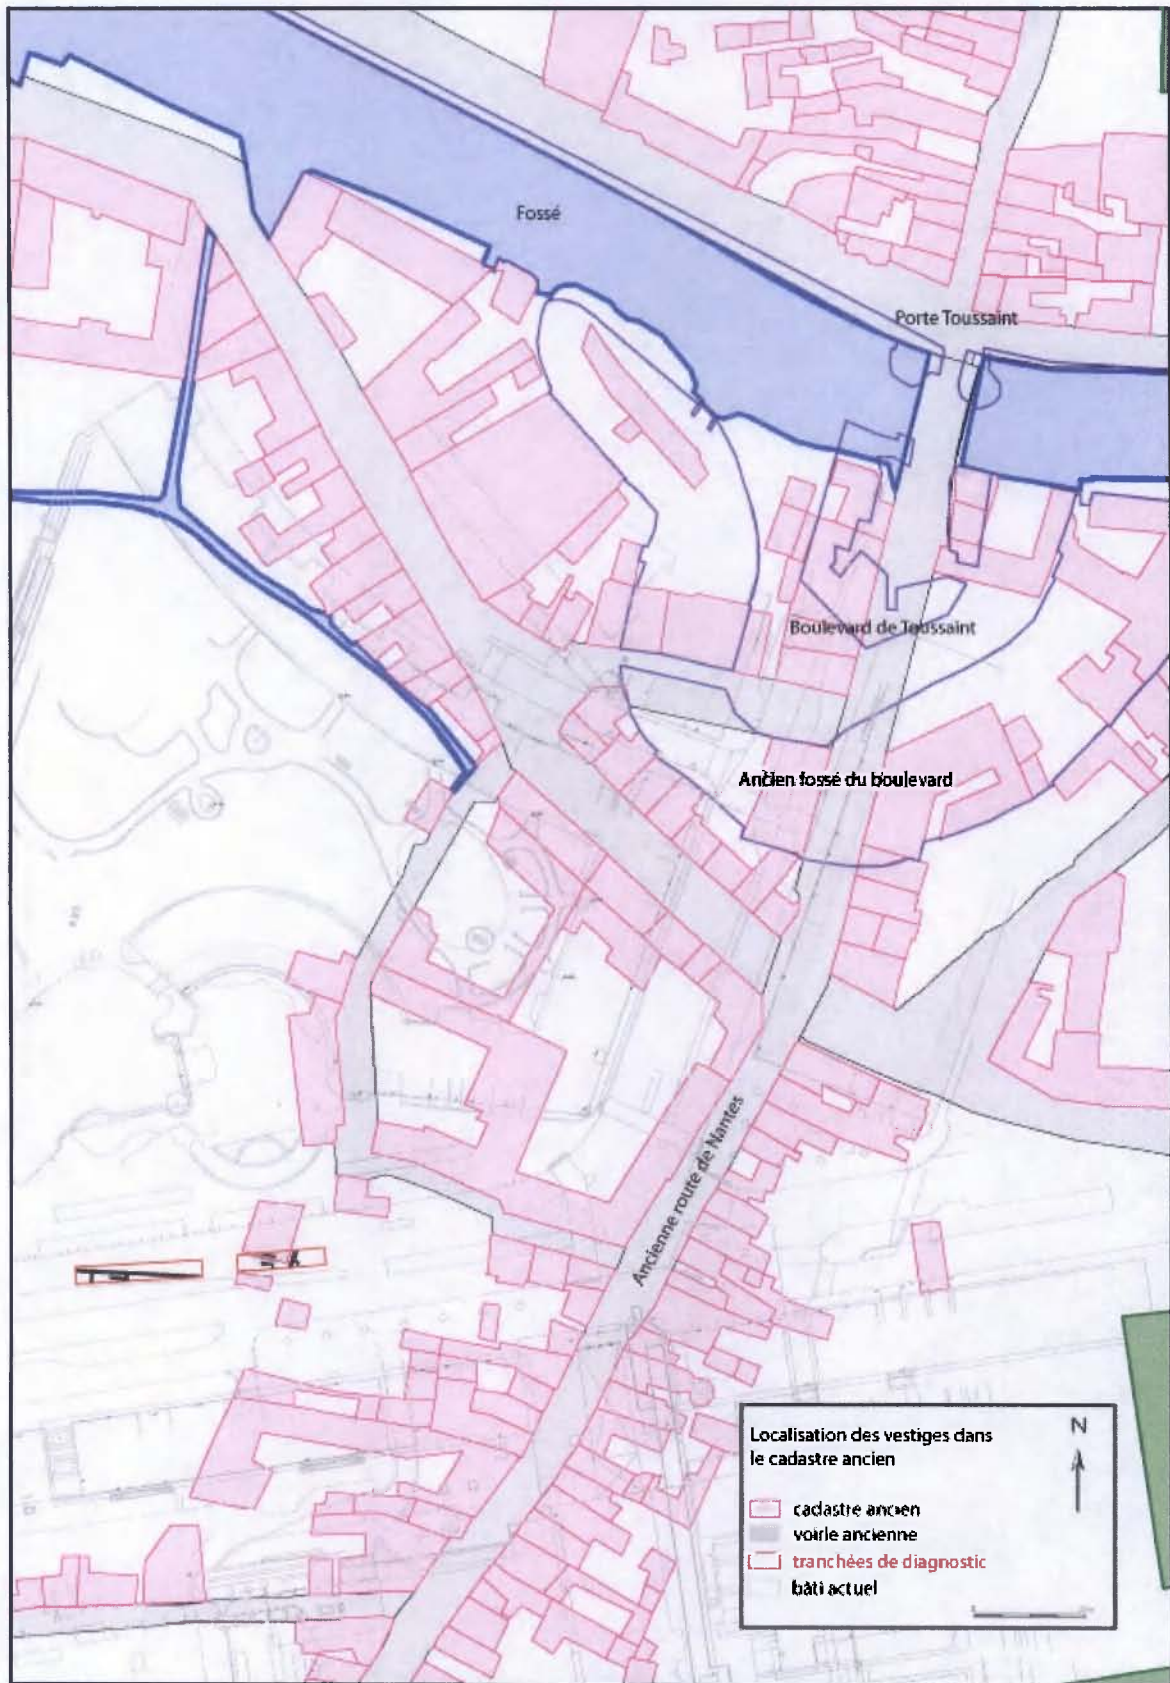 Fossé
Porte Toussaint
Boulevard de Toussaint
Ancien fossé du boulevard
Ancienne route de Nantes
Localisation des vestiges dans
le cadastre ancien
N
cadastre ancien
voirie ancienne
tranchées de diagnostic
bâti actuel